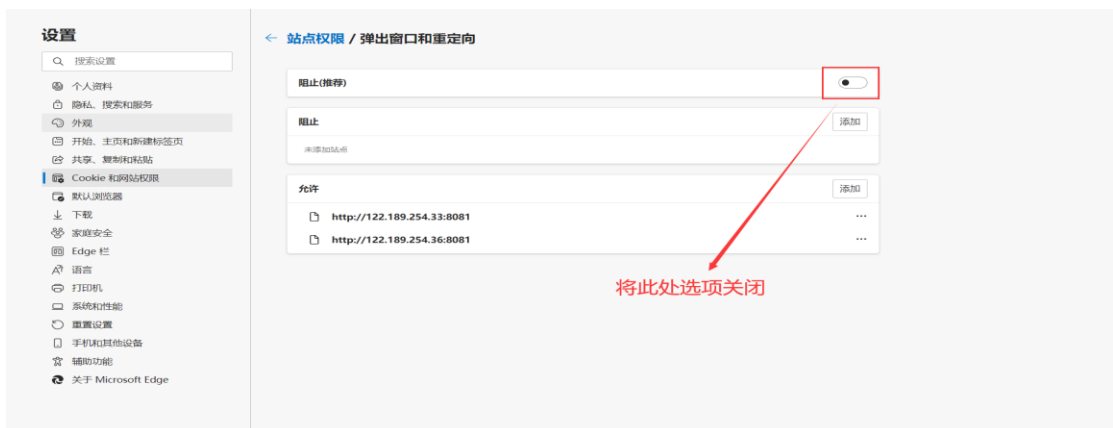 设置
搜索设置
个人资料
隐私、搜索和服务
外观
开始、主页和新建标签页
共享、复制和粘贴
Cookie 和网站权限
默认浏览器
下载
家庭安全
Edge 栏
语言
打印机
系统和性能
重置设置
手机和其他设备
辅助功能
关于 Microsoft Edge
站点权限 / 弹出窗口和重定向
阻止(推荐)
阻止 添加
未添加站点
允许 添加
http://122.189.254.33:8081
http://122.189.254.36:8081
将此处选项关闭